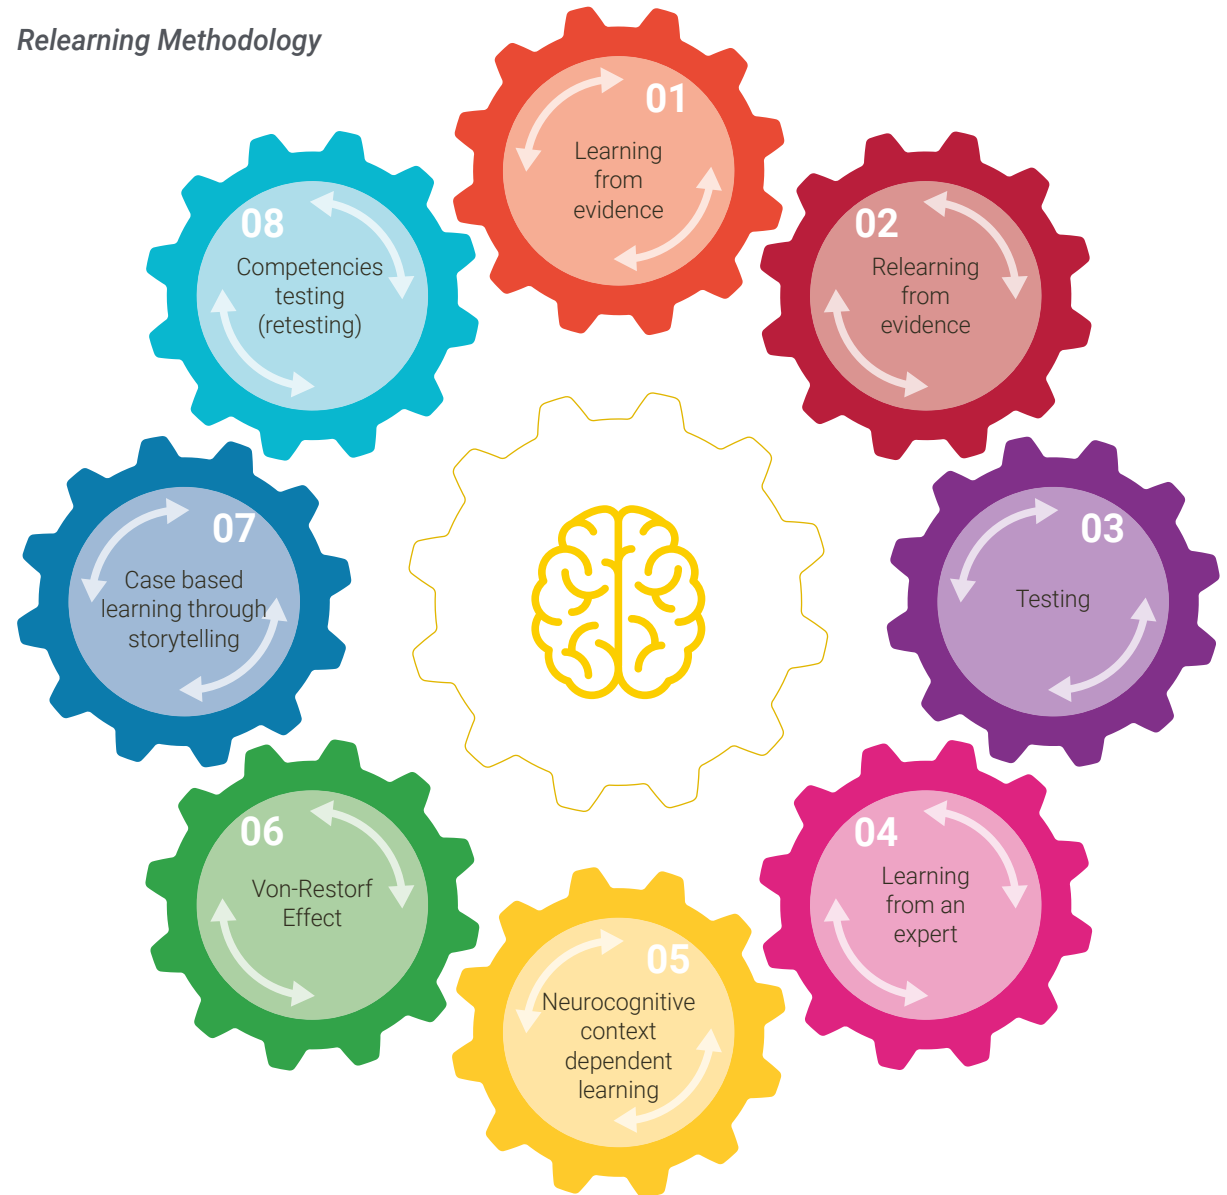 Relearning Methodology
01
Learning
from
evidence
02
Relearning
from
evidence
03
Testing
04
Learning
from an
expert
05
Neurocognitive
context
dependent
learning
06
Von-Restorf
Effect
07
Case based
learning through
storytelling
08
Competencies
testing
(retesting)